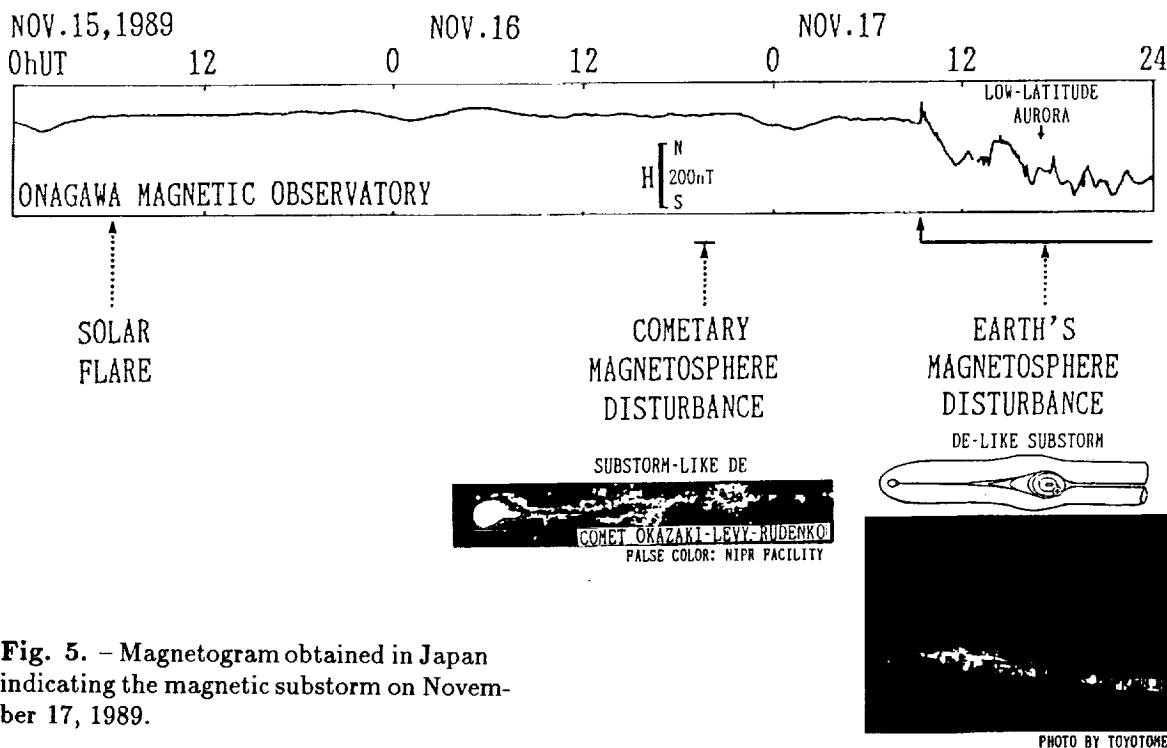 NOV.15,1989 NOV.16 NOV.17
0hUT 12 0 12 0 12 24
LOW-LATITUDE
AURORA
H N
200nT
S
ONAGAWA MAGNETIC OBSERVATORY
SOLAR
FLARE
COMETARY
MAGNETOSPHERE
DISTURBANCE
EARTH'S
MAGNETOSPHERE
DISTURBANCE
DE-LIKE SUBSTORM
SUBSTORM-LIKE DE
COMET OKAZAKI-LEVY-RUDENKO
FALSE COLOR: NIPR FACILITY
Fig. 5. – Magnetogram obtained in Japan
indicating the magnetic substorm on Novem-
ber 17, 1989.
PHOTO BY TOYOTOME